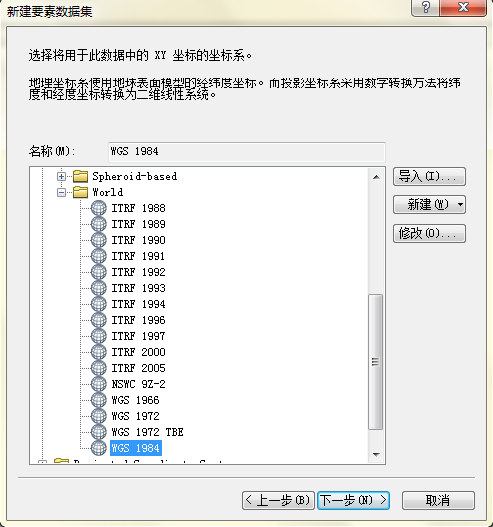 新建要素数据集
选择将用于此数据中的 XY 坐标的坐标系。
地理坐标系使用地球表面模型的经纬度坐标。而投影坐标系采用数字转换方法将纬
度和经度坐标转换为二维线性系统。
名称(M): WGS 1984
Spheroid-based
World
ITRF 1988
ITRF 1989
ITRF 1990
ITRF 1991
ITRF 1992
ITRF 1993
ITRF 1994
ITRF 1996
ITRF 1997
ITRF 2000
ITRF 2005
NSWC 9Z-2
WGS 1966
WGS 1972
WGS 1972 TBE
WGS 1984
导入(I)...
新建(W)
修改(O)...
< 上一步(B)
下一步(N) >
取消